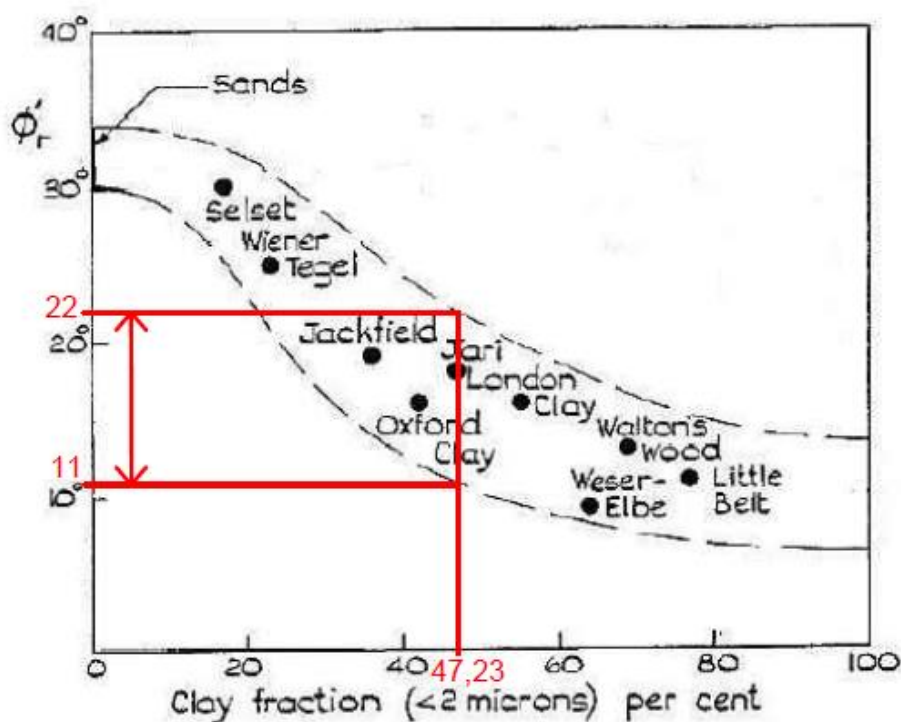 40°
Sands
ϕ'r
30°
Selset
Wiener
Tegel
22
20°
Jackfield
Jari
London
Clay
Oxford
Clay
Walton's
Wood
11
10°
Weser-
Elbe
Little
Belt
0 20 40 60 80 100
47,23
Clay fraction (<2 microns) per cent